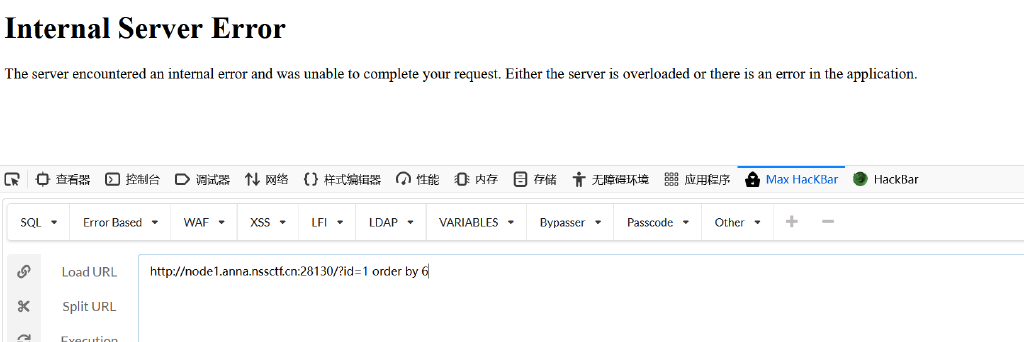 Internal Server Error
The server encountered an internal error and was unable to complete your request. Either the server is overloaded or there is an error in the application.
查看器 控制台 调试器 网络 样式编辑器 性能 内存 存储 无障碍环境 应用程序 Max HacKBar HackBar
SQL Error Based WAF XSS LFI LDAP VARIABLES Bypasser Passcode Other
Load URL http://node1.anna.nssctf.cn:28130/?id=1 order by 6
Split URL
Execution